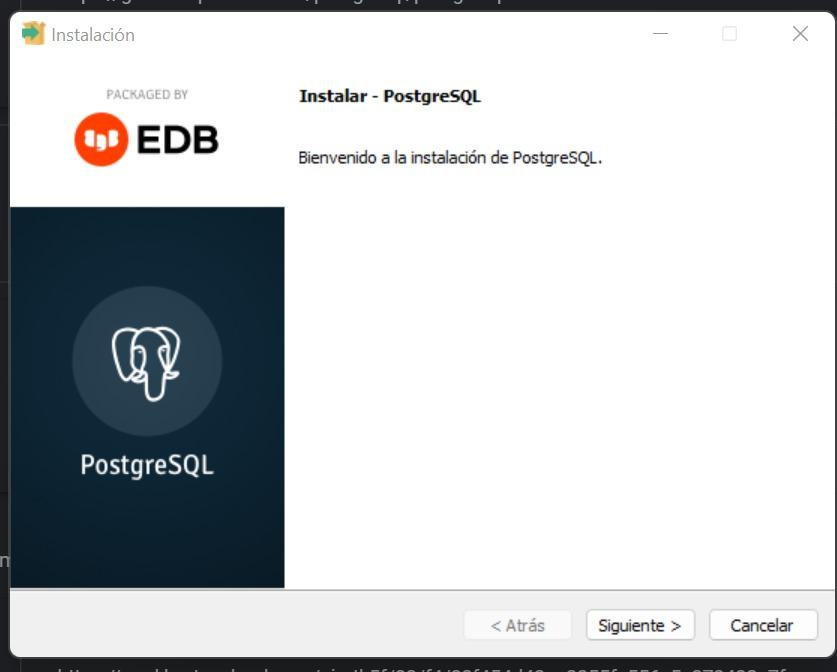 Instalación
PACKAGED BY
EDB
Instalar - PostgreSQL
Bienvenido a la instalación de PostgreSQL.
PostgreSQL
< Atrás
Siguiente >
Cancelar